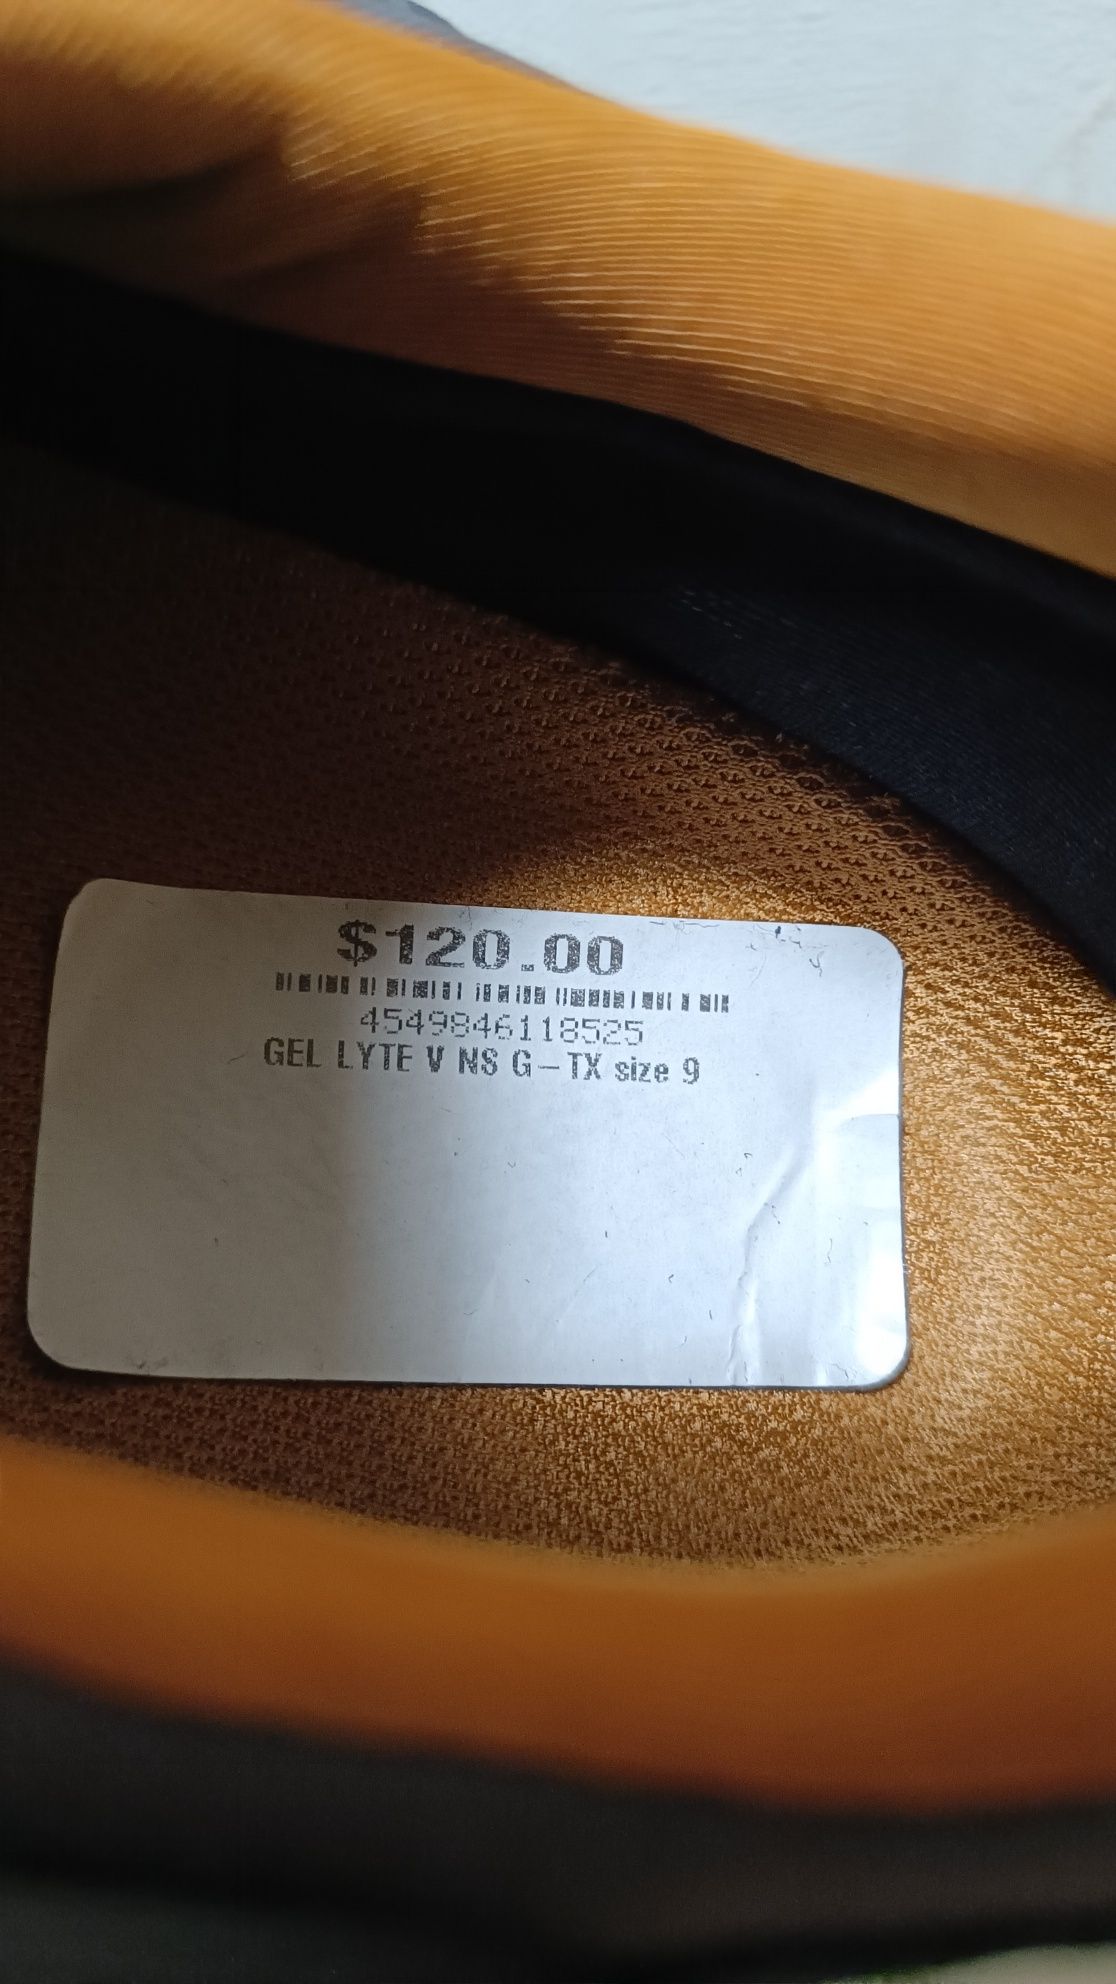 $120.00
4549846118525
GEL LYTE V NS G-TX size 9